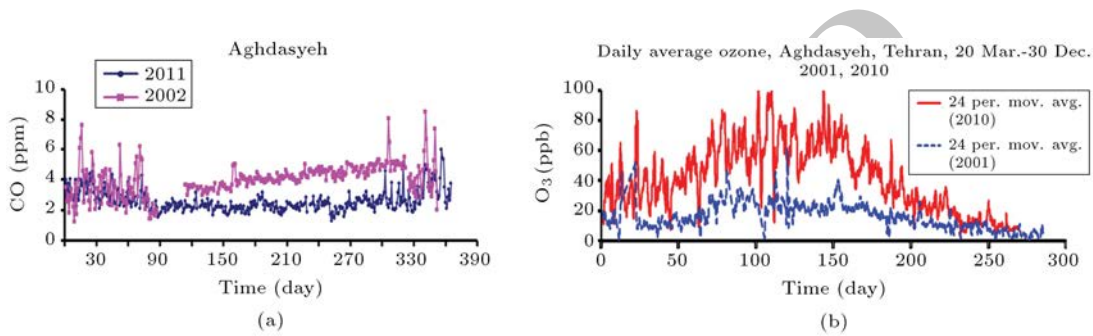 Aghdasyeh
2011
2002
10
8
6
4
2
0
CO (ppm)
30 90 150 210 270 330 390
Time (day)
(a)
Daily average ozone, Aghdasyeh, Tehran, 20 Mar.-30 Dec.
2001, 2010
24 per. mov. avg.
(2010)
24 per. mov. avg.
(2001)
100
80
60
40
20
0
O3 (ppb)
0 50 100 150 200 250 300
Time (day)
(b)